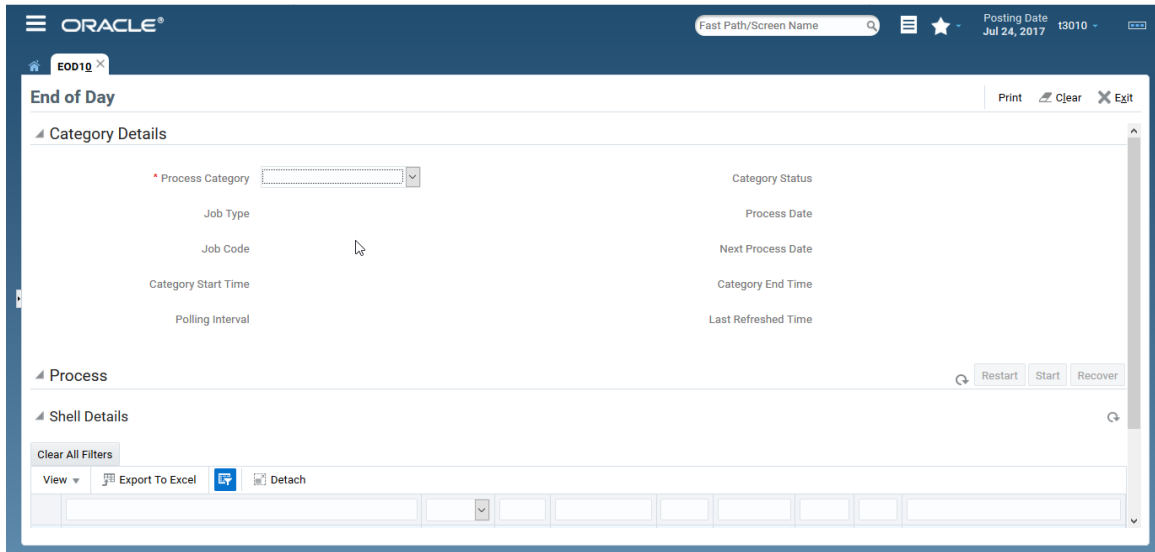 ORACLE®
Fast Path/Screen Name
Posting Date
Jul 24, 2017
t3010
EOD10
End of Day
Print Clear Exit
Category Details
* Process Category
Category Status
Job Type
Process Date
Job Code
Next Process Date
Category Start Time
Category End Time
Polling Interval
Last Refreshed Time
Process
Restart Start Recover
Shell Details
Clear All Filters
View Export To Excel Detach